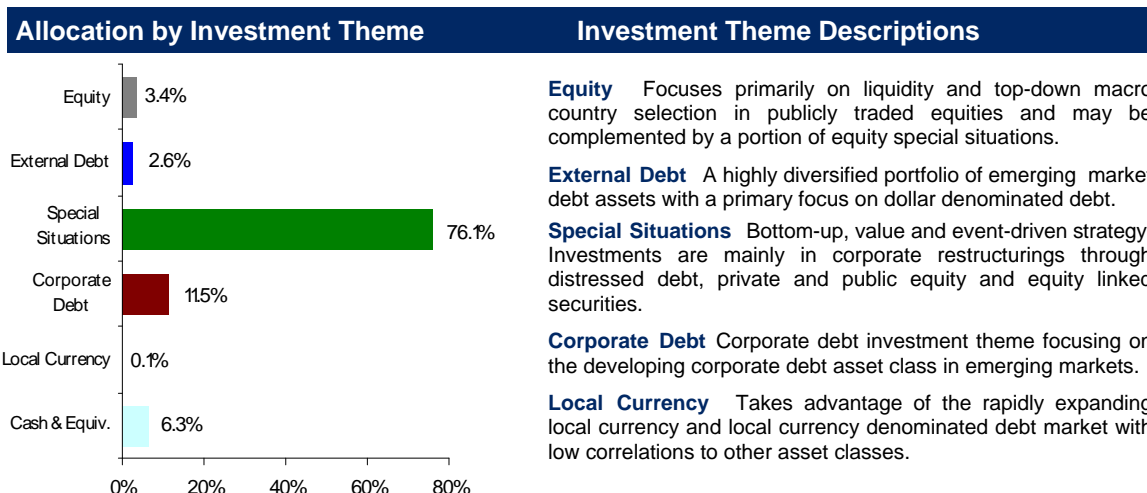 Allocation by Investment Theme
Equity 3.4%
External Debt 2.6%
Special
Situations 76.1%
Corporate
Debt 11.5%
Local Currency 0.1%
Cash & Equiv. 6.3%
0% 20% 40% 60% 80%
Investment Theme Descriptions
Equity Focuses primarily on liquidity and top-down macro
country selection in publicly traded equities and may be
complemented by a portion of equity special situations.
External Debt A highly diversified portfolio of emerging market
debt assets with a primary focus on dollar denominated debt.
Special Situations Bottom-up, value and event-driven strategy
Investments are mainly in corporate restructurings through
distressed debt, private and public equity and equity linked
securities.
Corporate Debt Corporate debt investment theme focusing on
the developing corporate debt asset class in emerging markets.
Local Currency Takes advantage of the rapidly expanding
local currency and local currency denominated debt market with
low correlations to other asset classes.